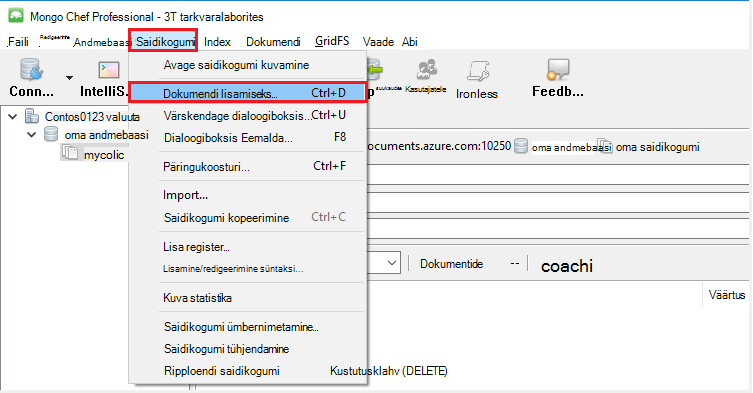 Mongo Chef Professional - 3T tarkvaralaborites
Faili Redigeerite Andmebaasi Saidikogumi Index Dokumendi GridFS Vaade Abi
Conn... IntelliS. suukaudse Kasutajatele Ironless Feedb...
Avage saidikogumi kuvamine
Dokumendi lisamiseks... Ctrl+D
Värskendage dialoogiboksis... Ctrl+U
Dialoogiboksis Eemalda... F8
Päringukoosturi... Ctrl+F
Import...
Saidikogumi kopeerimine Ctrl+C
Lisa register...
Lisamine/redigeerimine süntaksi...
Kuva statistika
Saidikogumi ümbernimetamine...
Saidikogumi tühjendamine
Ripploendi saidikogumi Kustutusklahv (DELETE)
Contos0123 valuuta
oma andmebaasi
mycolic
ocuments.azure.com:10250 oma andmebaasi oma saidikogumi
Dokumentide -- coachi
Väärtus